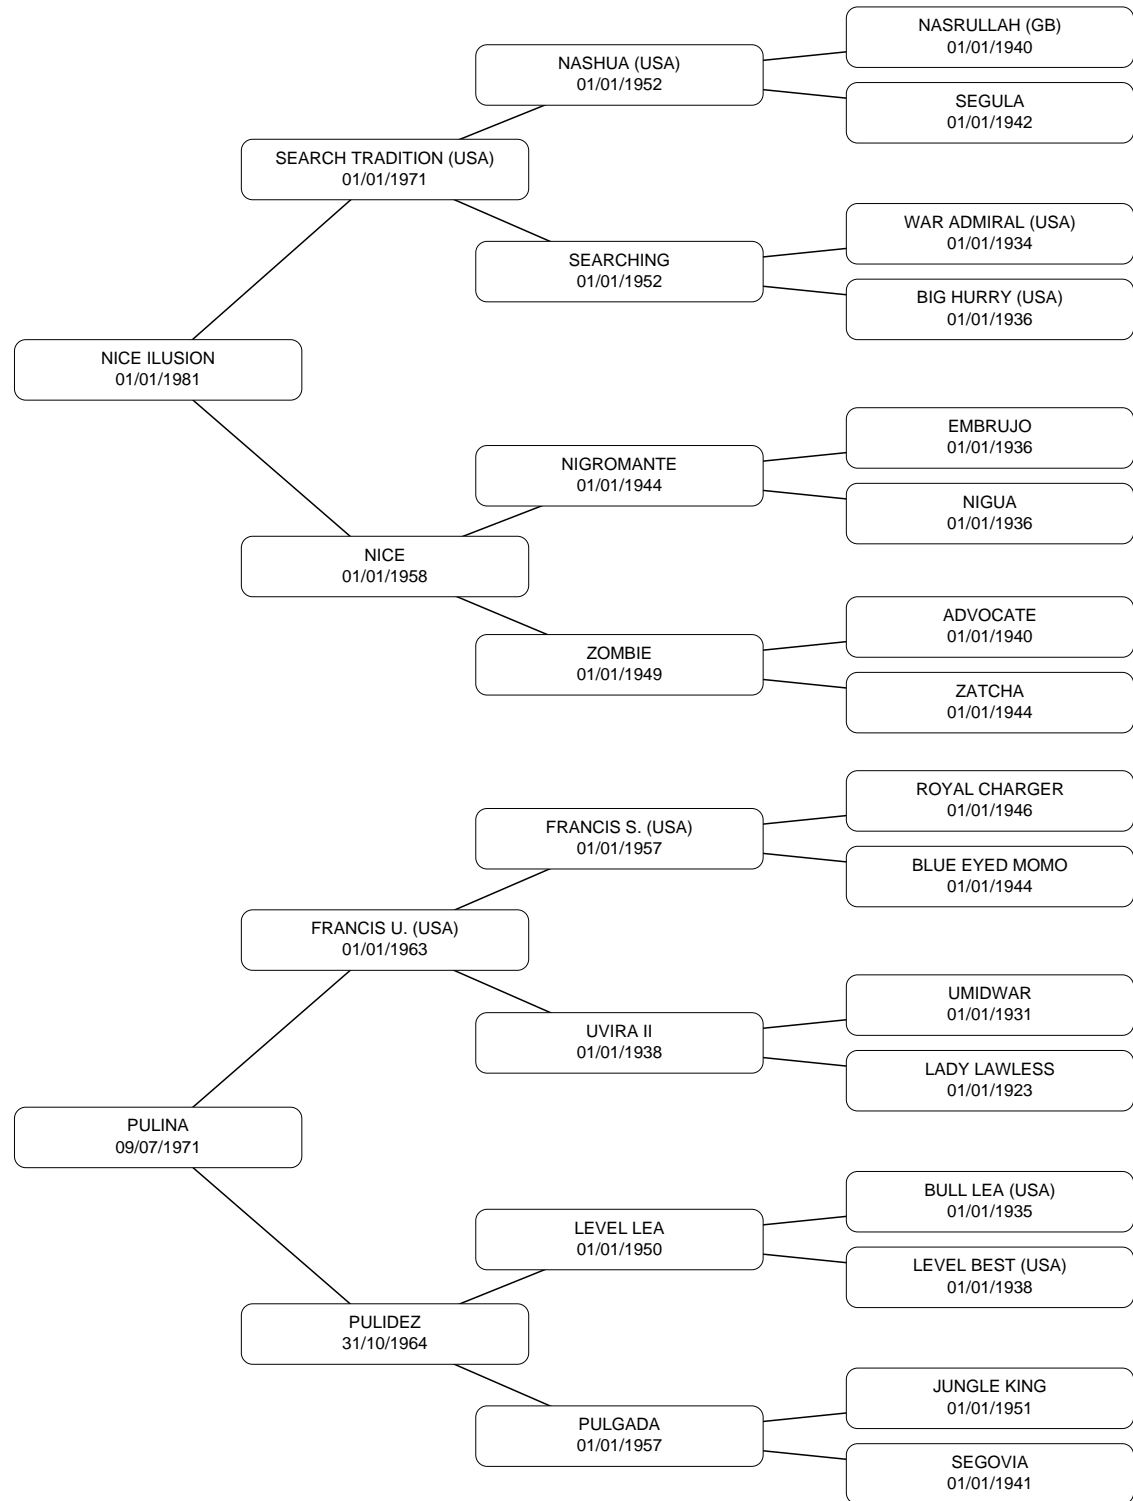 NASRULLAH (GB)
01/01/1940
NASHUA (USA)
01/01/1952
SEGULA
01/01/1942
SEARCH TRADITION (USA)
01/01/1971
WAR ADMIRAL (USA)
01/01/1934
SEARCHING
01/01/1952
BIG HURRY (USA)
01/01/1936
NICE ILUSION
01/01/1981
EMBRUJO
01/01/1936
NIGROMANTE
01/01/1944
NIGUA
01/01/1936
NICE
01/01/1958
ADVOCATE
01/01/1940
ZOMBIE
01/01/1949
ZATCHA
01/01/1944
ROYAL CHARGER
01/01/1946
FRANCIS S. (USA)
01/01/1957
BLUE EYED MOMO
01/01/1944
FRANCIS U. (USA)
01/01/1963
UMIDWAR
01/01/1931
UVIRA II
01/01/1938
LADY LAWLESS
01/01/1923
PULINA
09/07/1971
BULL LEA (USA)
01/01/1935
LEVEL LEA
01/01/1950
LEVEL BEST (USA)
01/01/1938
PULIDEZ
31/10/1964
JUNGLE KING
01/01/1951
PULGADA
01/01/1957
SEGOVIA
01/01/1941